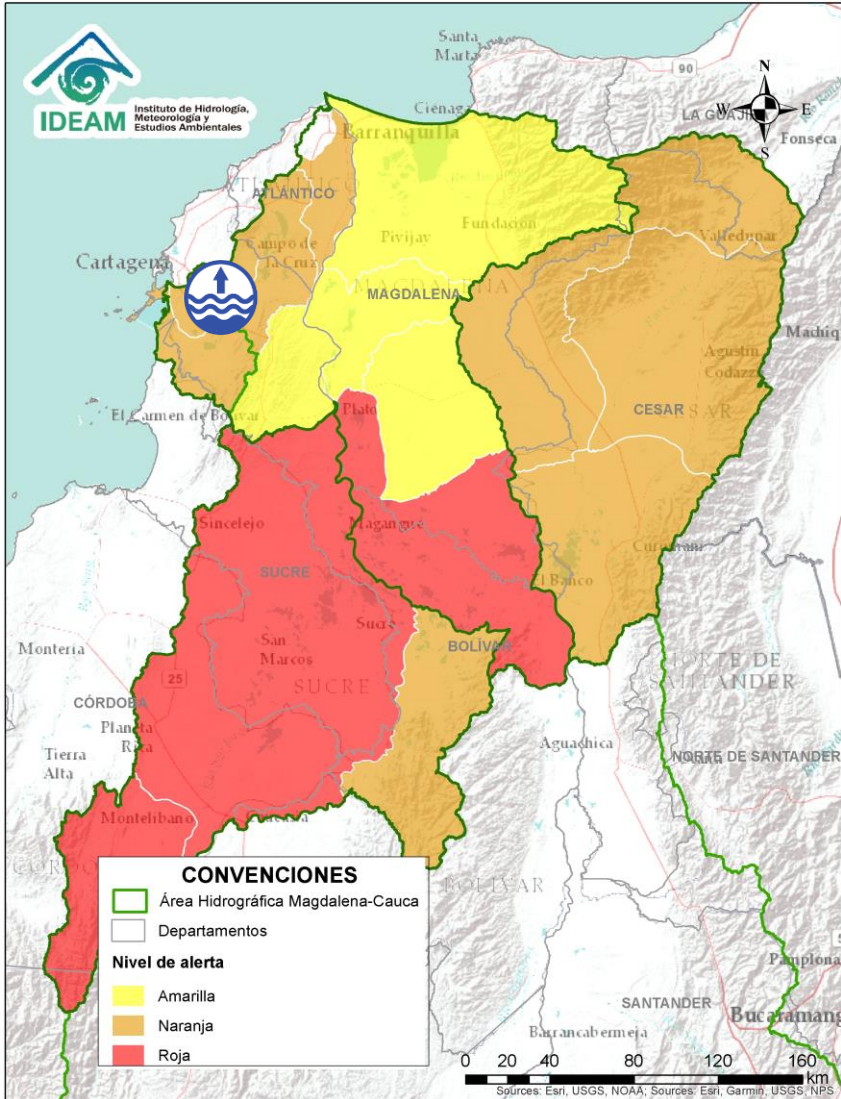 IDEAM
Instituto de Hidrología,
Meteorología y
Estudios Ambientales
Santa
Marta
90
N
W
E
S
Ciénaga
LA GUAJIR
Fonseca
Barranquilla
ATLÁNTICO
Campo de
la Cruz
Pivijay
Fundación
Valledupar
Cartagena
MAGDALENA
Machiq
Agustín
Codazzi
El Carmen de Bolívar
Plato
CESAR
Sincelejo
Magangué
SUCRE
Curumaní
El Banco
Sucre
BOLÍVAR
San
Marcos
SUCRE
Montería
NORTE DE
SANTANDER
25
CÓRDOBA
Planeta
Rica
Aguachica
Tierra
Alta
NORTE DE SANTANDER
Montelibano
Caucasia
CONVENCIONES
Área Hidrográfica Magdalena-Cauca
Departamentos
Nivel de alerta
Amarilla
Naranja
Roja
BOLÍVAR
Pamplona
SANTANDER
Bucaramang
Barrancabermeja
0 20 40 80 120 160
km
Sources: Esri, USGS, NOAA; Sources: Esri, Garmin, USGS, NPS